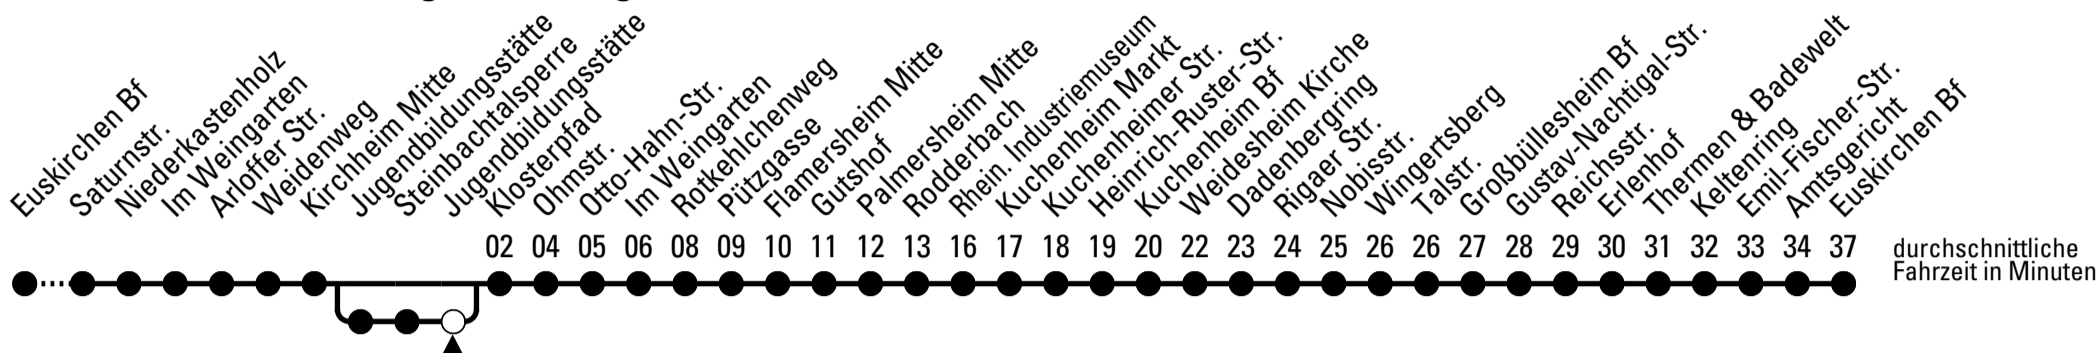 Euskirchen Bf
Saturnstr.
Niederkastenholz
Im Weingarten
Arloffer Str.
Weidenweg
Kirchheim Mitte
Jugendbildungsstätte
Steinbachtalsperre
Jugendbildungsstätte
Klosterpfad
Ohmstr.
Otto-Hahn-Str.
Im Weingarten
Rotkehlchenweg
Pützgasse
Flamersheim Mitte
Gutshof
Palmersheim Mitte
Rodderbach
Rhein. Industriemuseum
Kuchenheim Markt
Kuchenheimer Str.
Heinrich-Ruster-Str.
Kuchenheim Bf
Weidesheim Kirche
Dadenbergring
Rigaer Str.
Nobisstr.
Wingertsberg
Talstr.
Großbüllesheim Bf
Gustav-Nachtigal-Str.
Reichsstr.
Erlenhof
Thermen & Badewelt
Keltenring
Emil-Fischer-Str.
Amtsgericht
Euskirchen Bf
02 04 05 06 08 09 10 11 12 13 16 17 18 19 20 22 23 24 25 26 26 27 28 29 30 31 32 33 34 37
durchschnittliche
Fahrzeit in Minuten